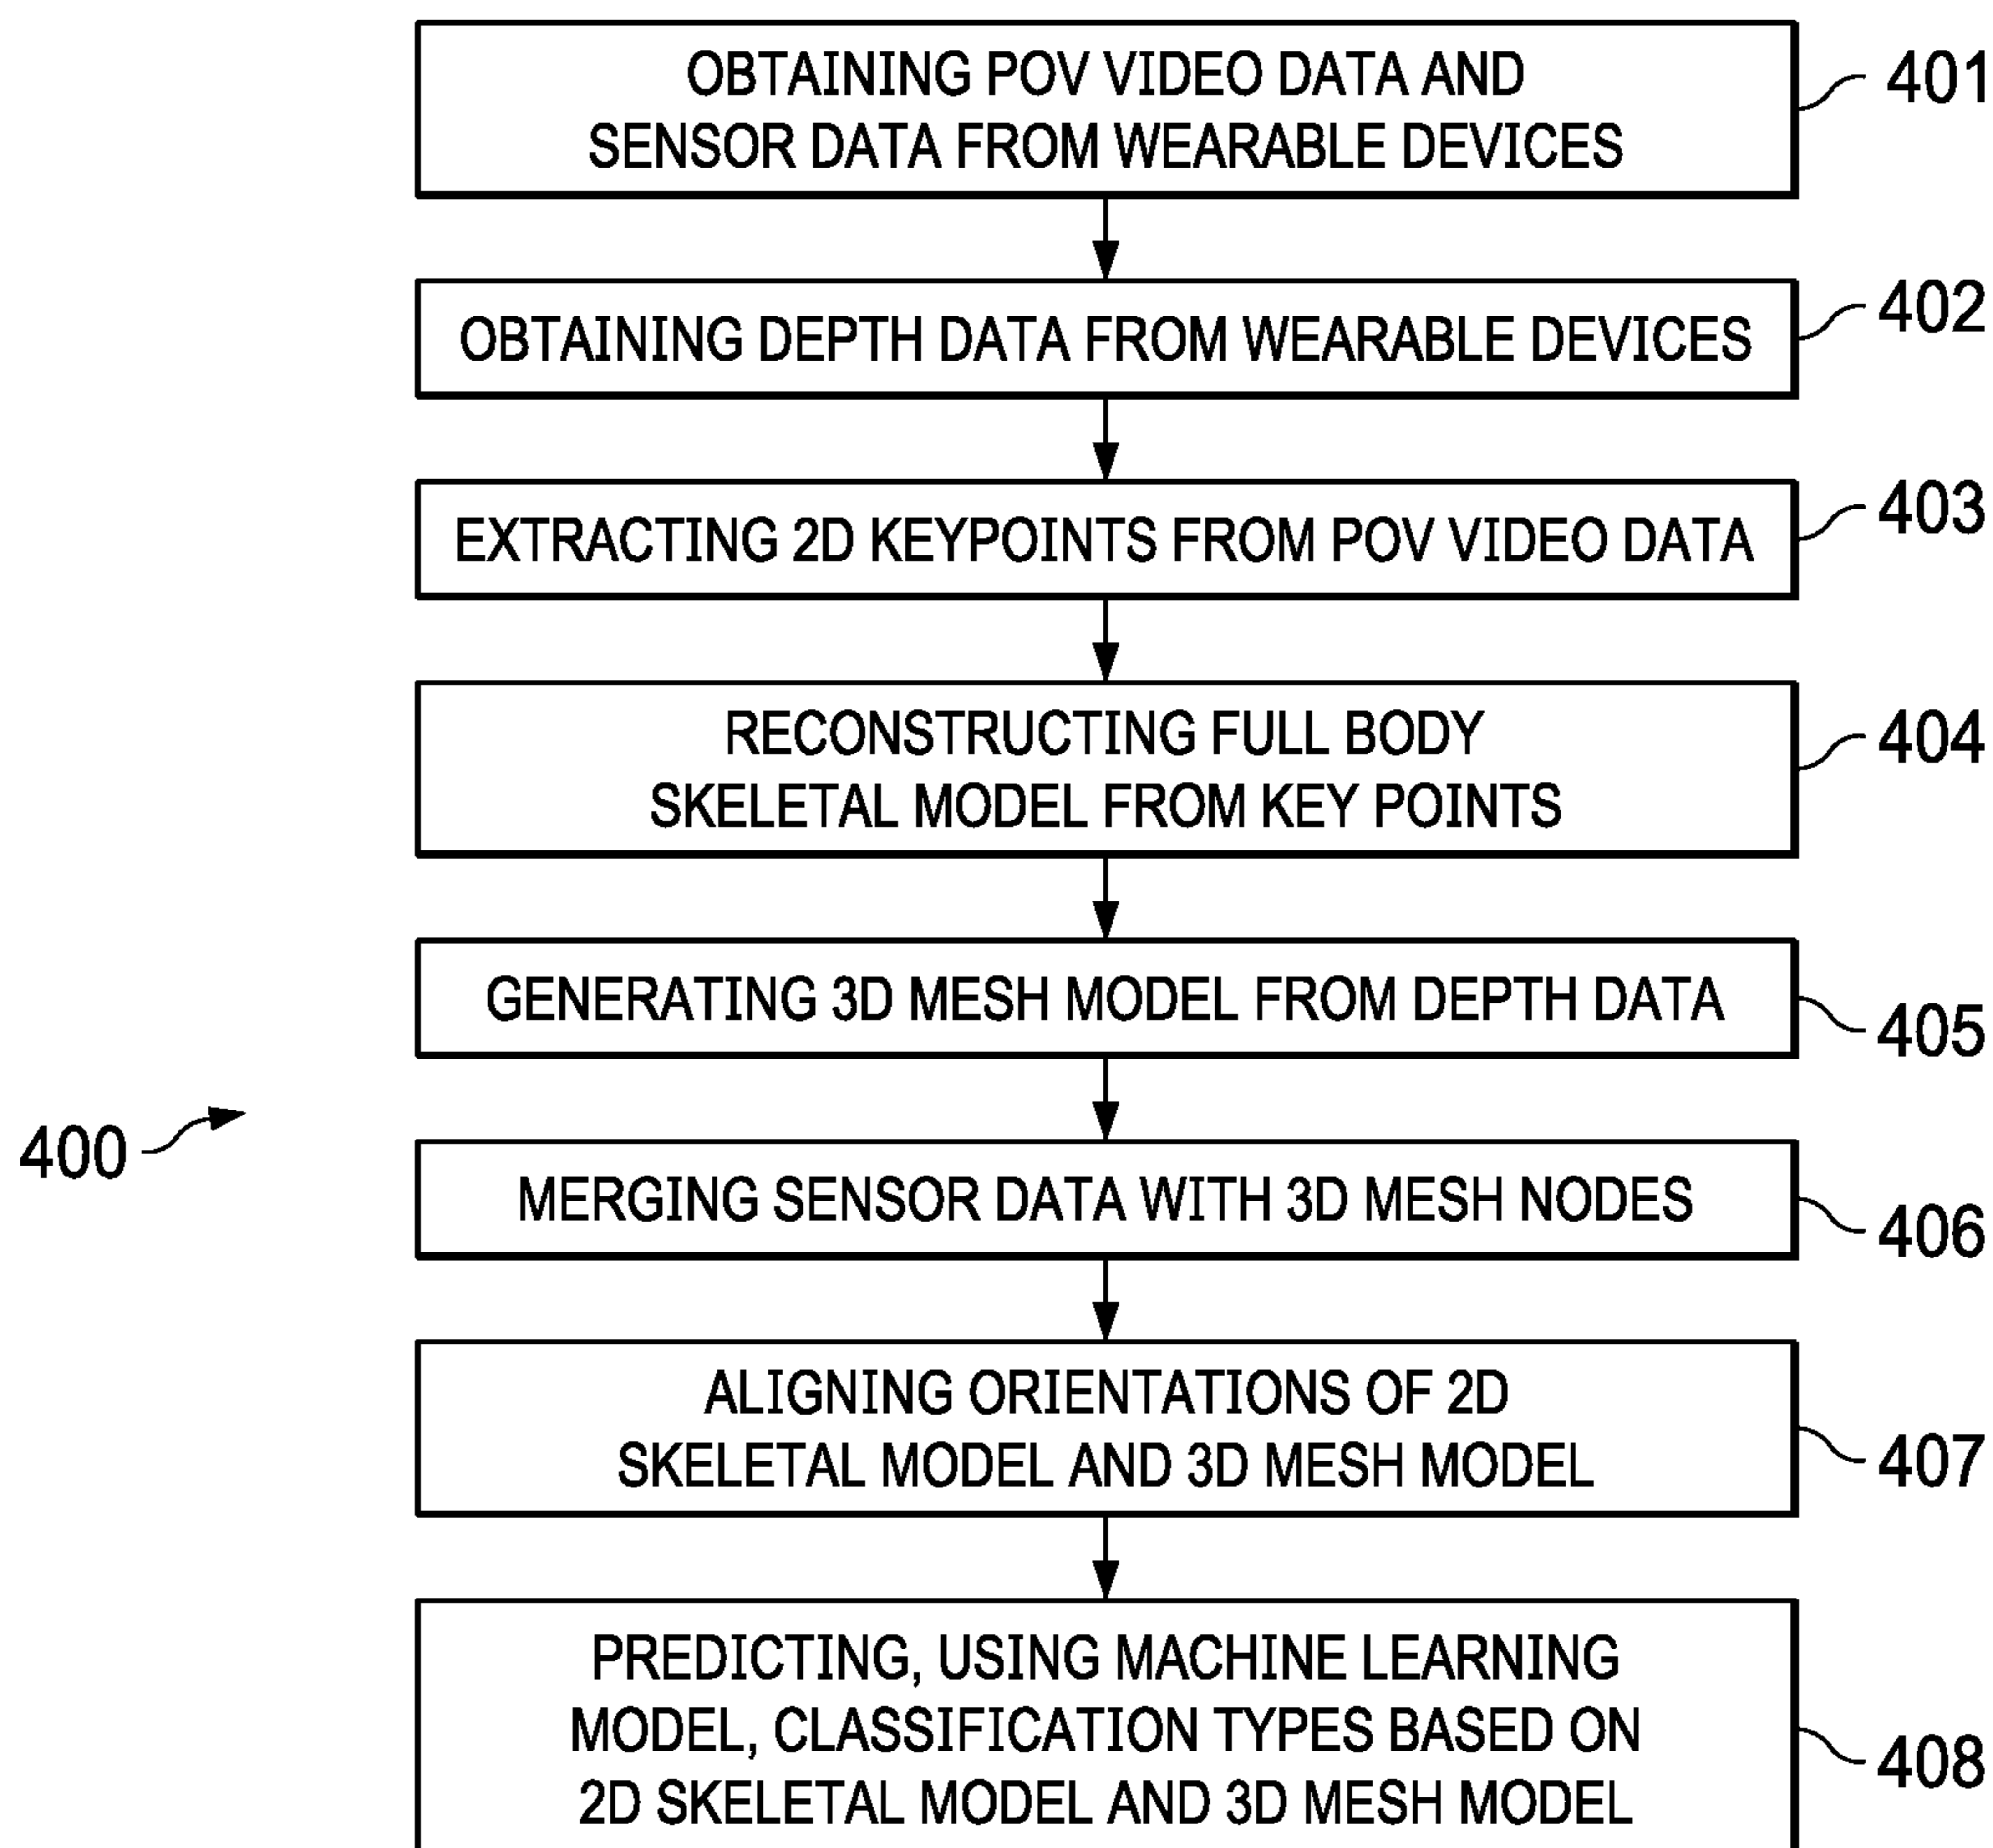 OBTAINING POV VIDEO DATA AND
SENSOR DATA FROM WEARABLE DEVICES
401
OBTAINING DEPTH DATA FROM WEARABLE DEVICES
402
EXTRACTING 2D KEYPOINTS FROM POV VIDEO DATA
403
RECONSTRUCTING FULL BODY
SKELETAL MODEL FROM KEY POINTS
404
GENERATING 3D MESH MODEL FROM DEPTH DATA
405
400
MERGING SENSOR DATA WITH 3D MESH NODES
406
ALIGNING ORIENTATIONS OF 2D
SKELETAL MODEL AND 3D MESH MODEL
407
PREDICTING, USING MACHINE LEARNING
MODEL, CLASSIFICATION TYPES BASED ON
2D SKELETAL MODEL AND 3D MESH MODEL
408